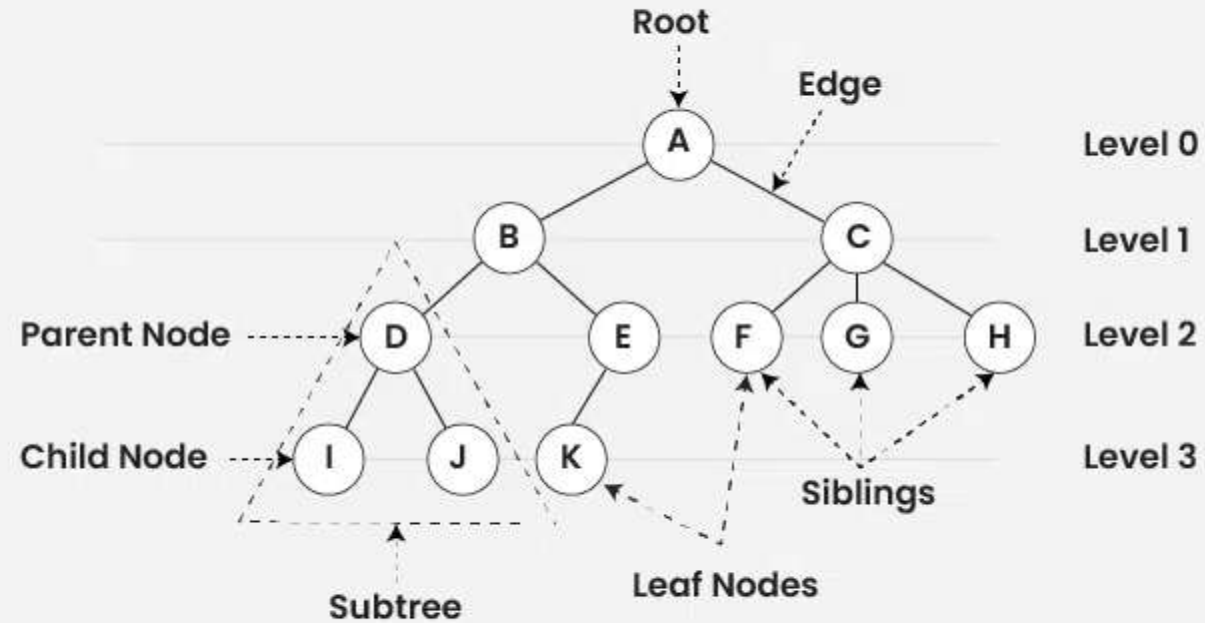 Root
Edge
A
Level 0
B
C
Level 1
Parent Node
D
E
F
G
H
Level 2
Child Node
I
J
K
Level 3
Siblings
Leaf Nodes
Subtree